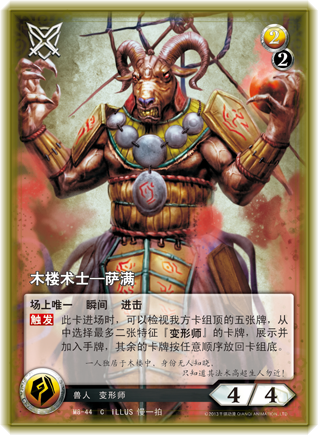 2
2
木楼术士—萨满
场上唯一 瞬间 进击
触发 此卡进场时，可以检视我方卡组顶的五张牌，从
中选择最多二张特征「变形师」的卡牌，展示并
加入手牌，其余的卡牌按任意顺序放回卡组底。
一人独居于木楼中，身份无人知晓，
只知道其法术高超生人勿近！
兽人 变形师
4 / 4
C ILLUS 慢一拍